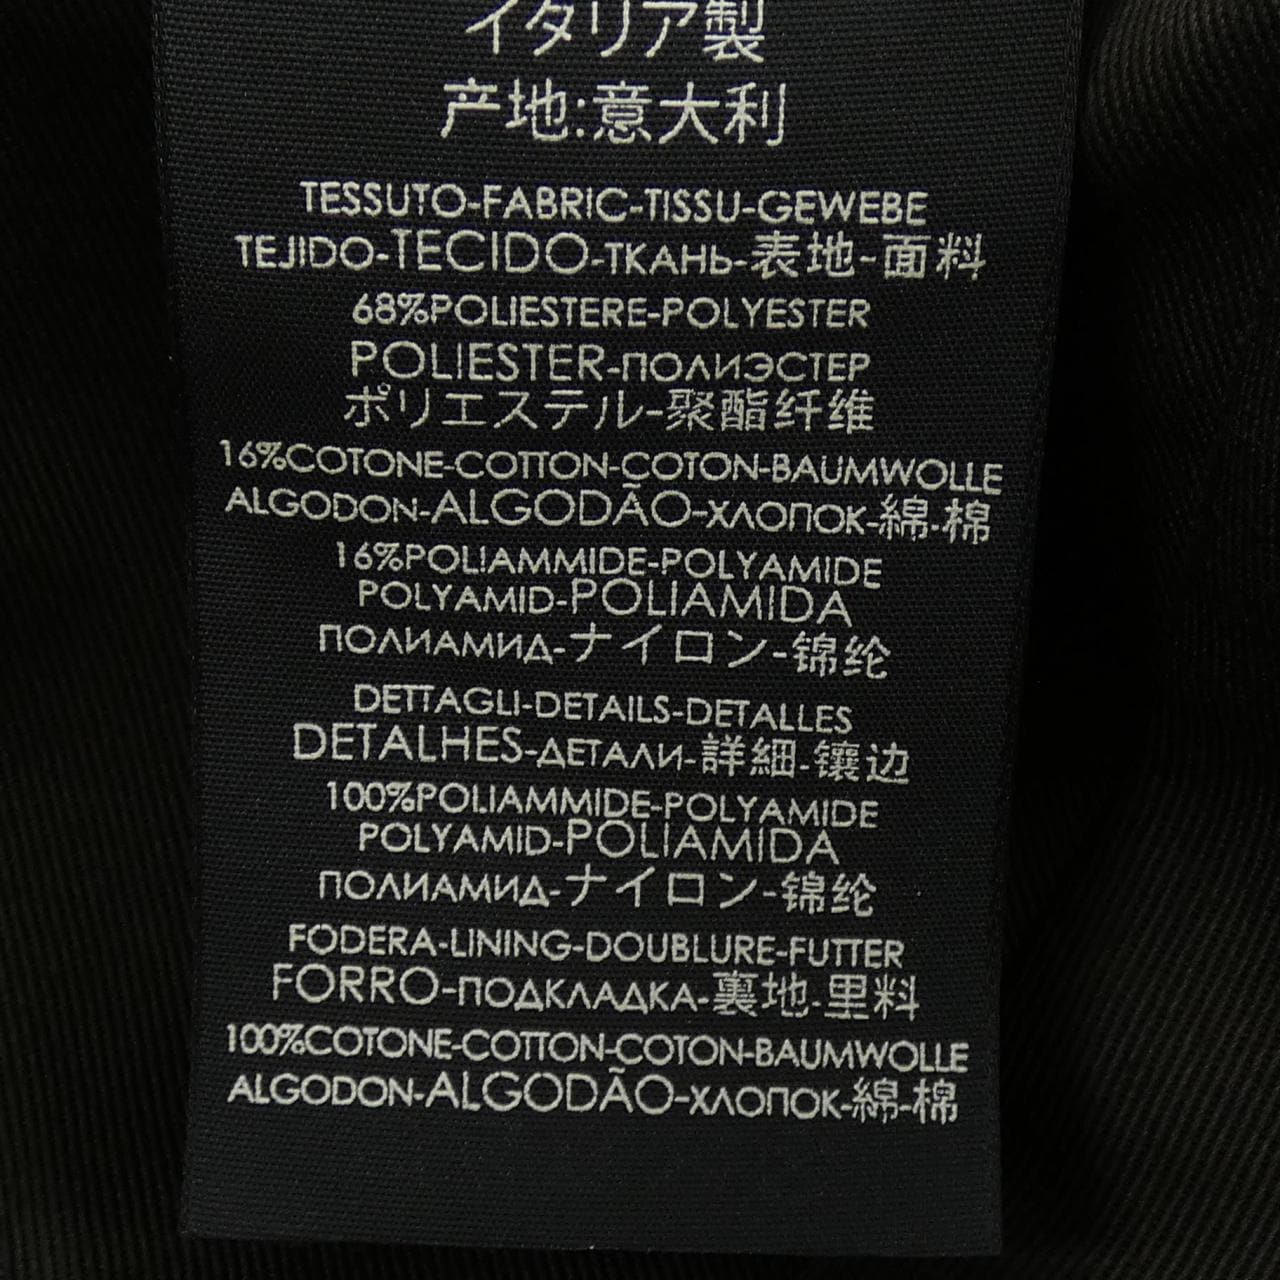 イタリア製
产地:意大利
TESSUTO-FABRIC-TISSU-GEWEBE
TEJIDO-TECIDO-ТКАНЬ-表地-面料
68%POLIESTERE-POLYESTER
POLIESTER-ПОЛИЭСТЕР
ポリエステル-聚酯纤维
16%COTONE-COTTON-COTON-BAUMWOLLE
ALGODON-ALGODÃO-ХЛОПОК-綿-棉
16%POLIAMMIDE-POLYAMIDE
POLYAMID-POLIAMIDA
ПОЛИАМИД-ナイロン-锦纶
DETTAGLI-DETAILS-DETALLES
DETALHES-ДЕТАЛИ-詳細-镶边
100%POLIAMMIDE-POLYAMIDE
POLYAMID-POLIAMIDA
ПОЛИАМИД-ナイロン-锦纶
FODERA-LINING-DOUBLURE-FUTTER
FORRO-ПОДКЛАДКА-裏地-里料
100%COTONE-COTTON-COTON-BAUMWOLLE
ALGODON-ALGODÃO-ХЛОПОК-綿-棉